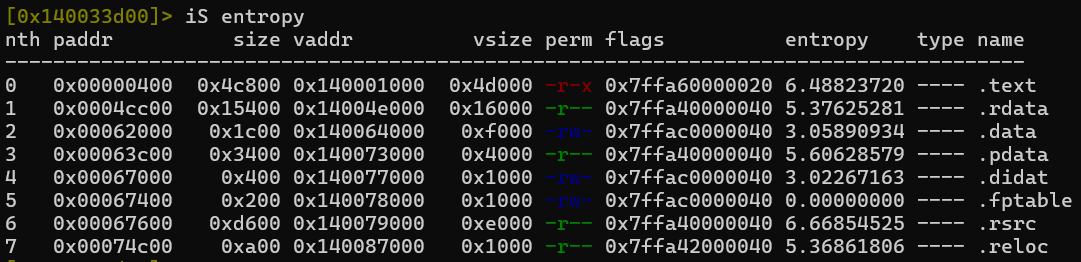 [0x140033d00]> iS entropy
nth paddr        size vaddr          vsize perm flags         entropy    type name
0   0x00000400  0x4c800 0x140001000  0x4d000 -r-x 0x7ffa60000020 6.48823720 ---- .text
1   0x0004cc00  0x15400 0x14004e000  0x16000 -r-- 0x7ffa40000040 5.37625281 ---- .rdata
2   0x00062000   0x1c00 0x140064000   0xf000 -rw- 0x7ffac0000040 3.05890934 ---- .data
3   0x00063c00   0x3400 0x140073000   0x4000 -r-- 0x7ffa40000040 5.60628579 ---- .pdata
4   0x00067000    0x400 0x140077000   0x1000 -rw- 0x7ffac0000040 3.02267163 ---- .didat
5   0x00067400    0x200 0x140078000   0x1000 -rw- 0x7ffac0000040 0.00000000 ---- .fptable
6   0x00067600   0xd600 0x140079000   0xe000 -r-- 0x7ffa40000040 6.66854525 ---- .rsrc
7   0x00074c00    0xa00 0x140087000   0x1000 -r-- 0x7ffa42000040 5.36861806 ---- .reloc